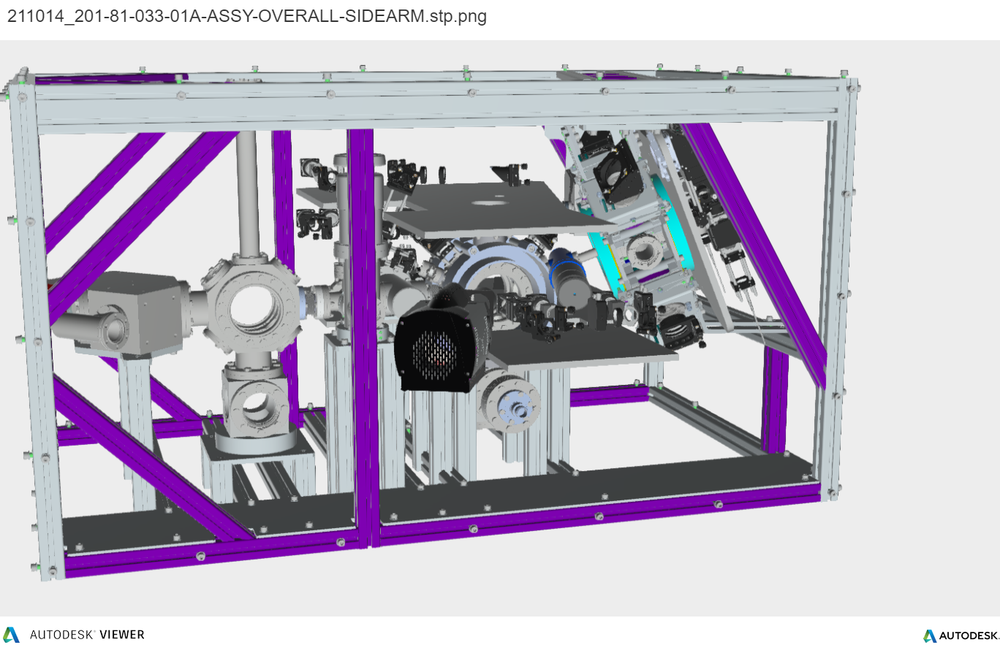 211014_201-81-033-01A-ASSY-OVERALL-SIDEARM.stp.png
AUTODESK® VIEWER
AUTODESK